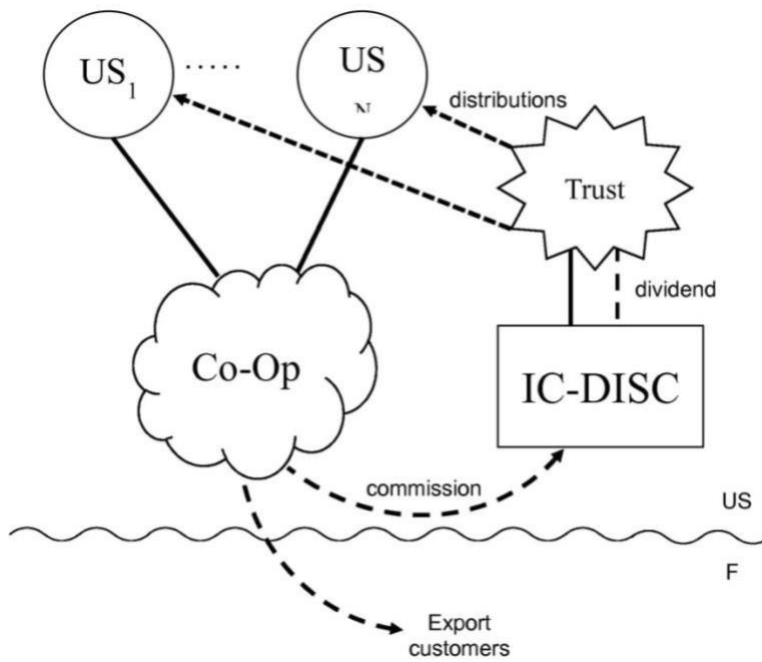 US1
.....
US
N
distributions
Trust
dividend
Co-Op
IC-DISC
commission
US
F
Export
customers